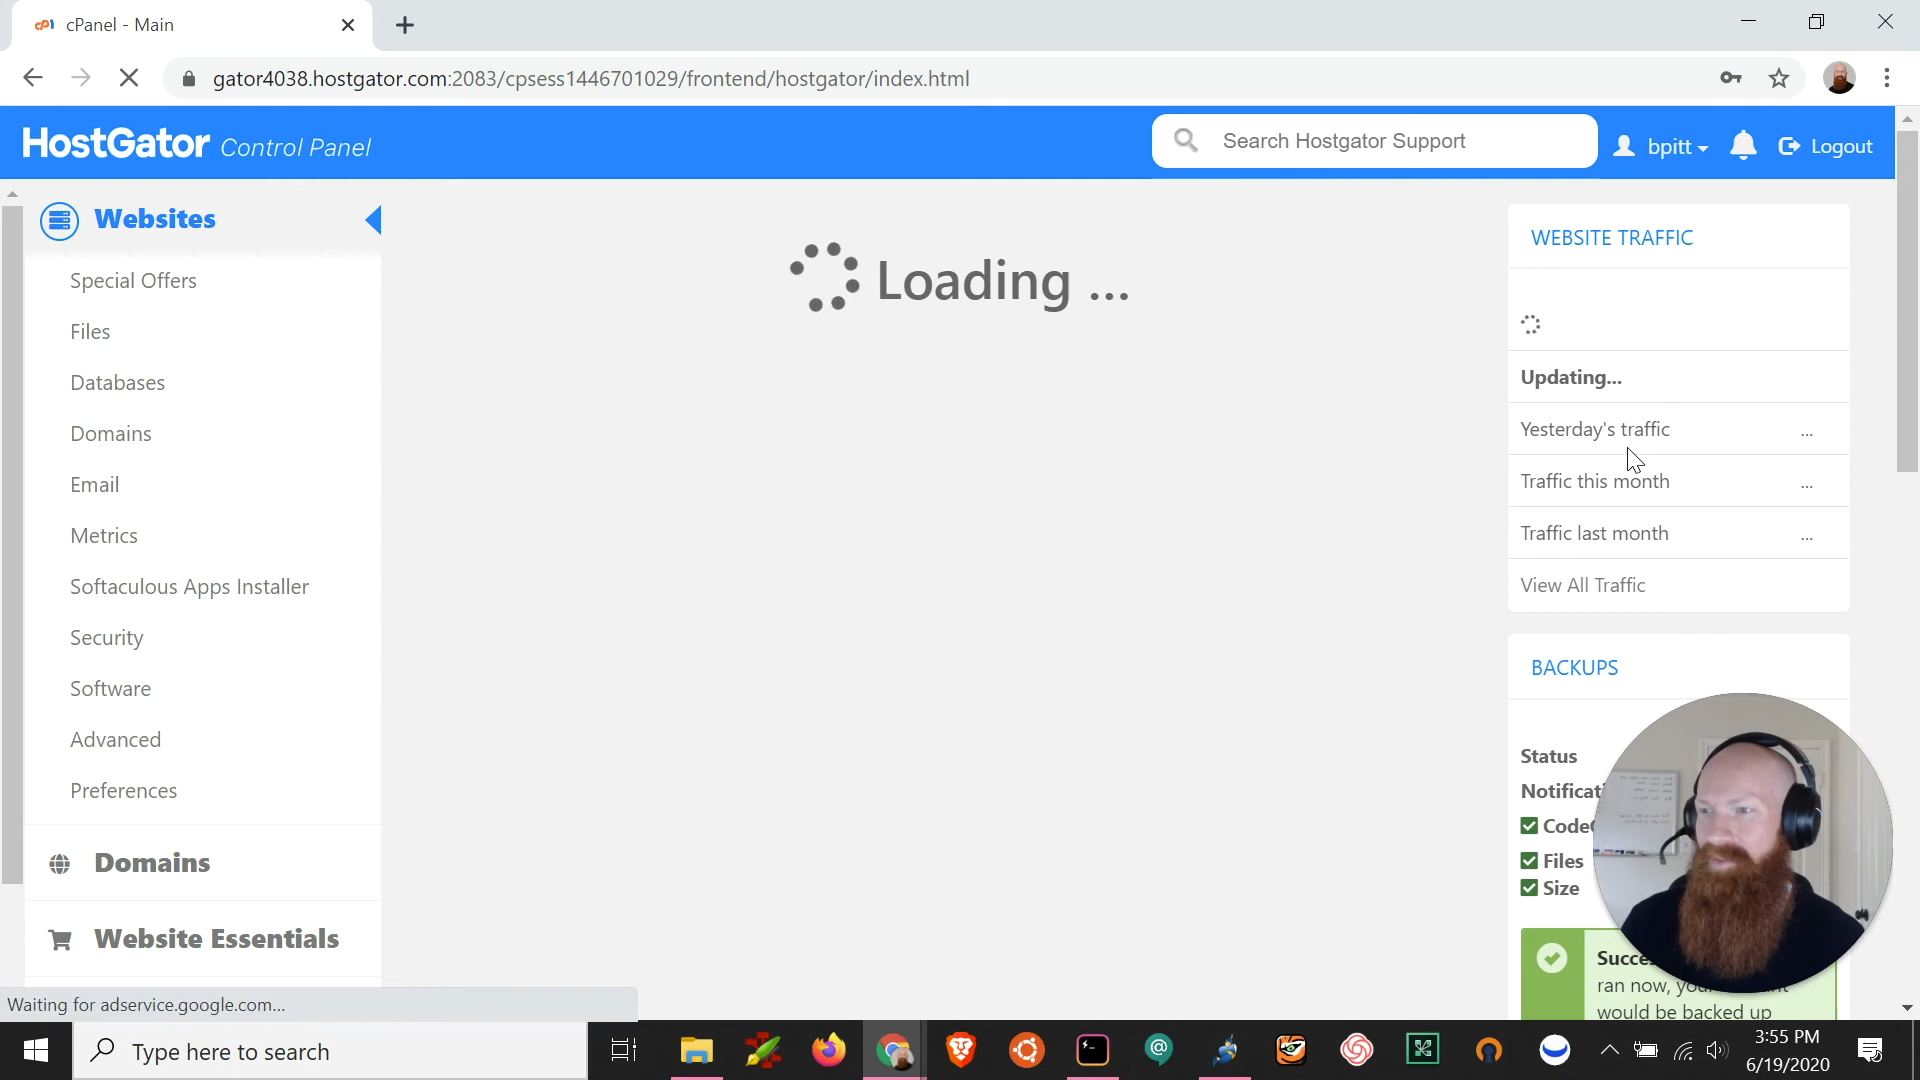 cPanel - Main
gator4038.hostgator.com:2083/cpsess1446701029/frontend/hostgator/index.html
HostGator Control Panel
Search Hostgator Support
bpitt
Logout
Websites
Special Offers
Files
Databases
Domains
Email
Metrics
Softaculous Apps Installer
Security
Software
Advanced
Preferences
Domains
Website Essentials
Loading ...
WEBSITE TRAFFIC
Updating...
Yesterday's traffic ...
Traffic this month ...
Traffic last month ...
View All Traffic
BACKUPS
Status
Files
Size
ran now,
would be backed up
Waiting for adservice.google.com...
Type here to search
3:55 PM
6/19/2020